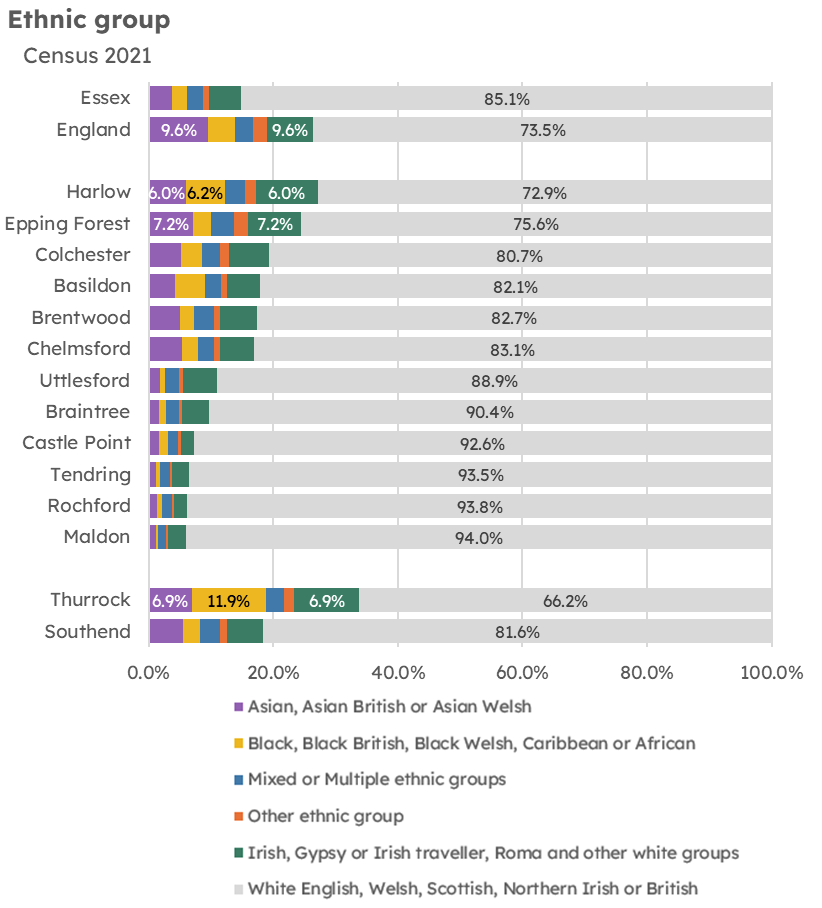 Ethnic group
Census 2021
Essex 85.1%
England 9.6% 9.6% 73.5%
Harlow 6.0% 6.2% 6.0% 72.9%
Epping Forest 7.2% 7.2% 75.6%
Colchester 80.7%
Basildon 82.1%
Brentwood 82.7%
Chelmsford 83.1%
Uttlesford 88.9%
Braintree 90.4%
Castle Point 92.6%
Tendring 93.5%
Rochford 93.8%
Maldon 94.0%
Thurrock 6.9% 11.9% 6.9% 66.2%
Southend 81.6%
0.0% 20.0% 40.0% 60.0% 80.0% 100.0%
Asian, Asian British or Asian Welsh
Black, Black British, Black Welsh, Caribbean or African
Mixed or Multiple ethnic groups
Other ethnic group
Irish, Gypsy or Irish traveller, Roma and other white groups
White English, Welsh, Scottish, Northern Irish or British